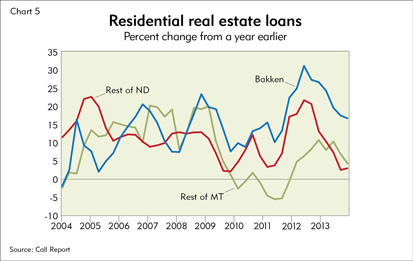 Chart 5
Residential real estate loans
Percent change from a year earlier
35
30
25
20
15
10
5
0
-5
-10
Rest of ND
Bakken
Rest of MT
2004 2005 2006 2007 2008 2009 2010 2011 2012 2013
Source: Call Report